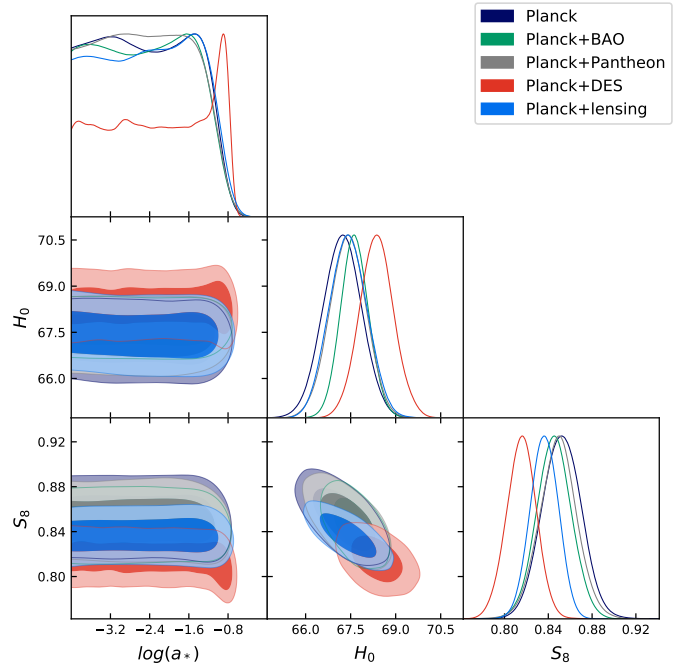 Planck
Planck+BAO
Planck+Pantheon
Planck+DES
Planck+lensing
70.5
69.0
67.5
66.0
H₀
0.92
0.88
0.84
0.80
S₈
−3.2 −2.4 −1.6 −0.8
66.0 67.5 69.0 70.5
0.80 0.84 0.88 0.92
log(a*)
H₀
S₈